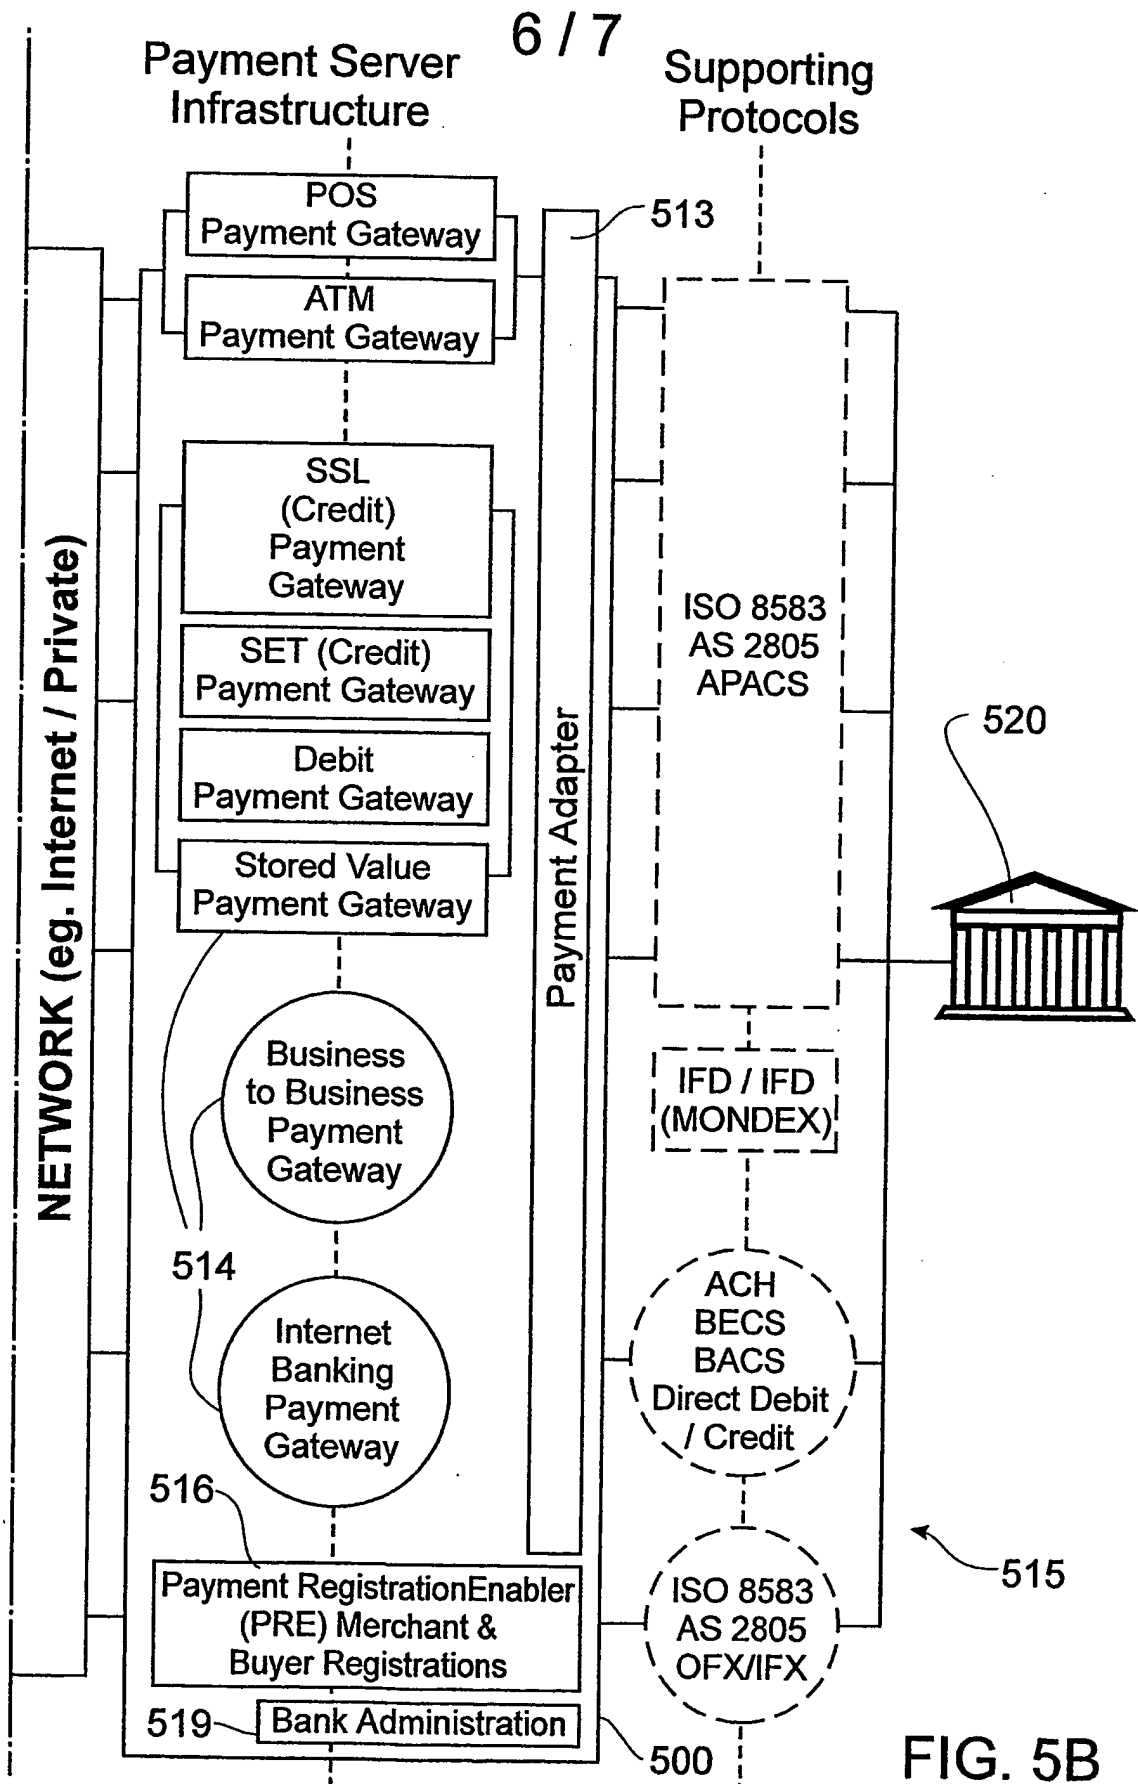 6 / 7
Payment Server
Infrastructure
Supporting
Protocols
POS
Payment Gateway
513
ATM
Payment Gateway
SSL
(Credit)
Payment
Gateway
SET (Credit)
Payment Gateway
Debit
Payment Gateway
Stored Value
Payment Gateway
NETWORK (eg. Internet / Private)
Payment Adapter
ISO 8583
AS 2805
APACS
520
Business
to Business
Payment
Gateway
IFD / IFD
(MONDEX)
514
Internet
Banking
Payment
Gateway
ACH
BECS
BACS
Direct Debit
/ Credit
516
Payment RegistrationEnabler
(PRE) Merchant &
Buyer Registrations
ISO 8583
AS 2805
OFX/IFX
515
519
Bank Administration
500
FIG. 5B